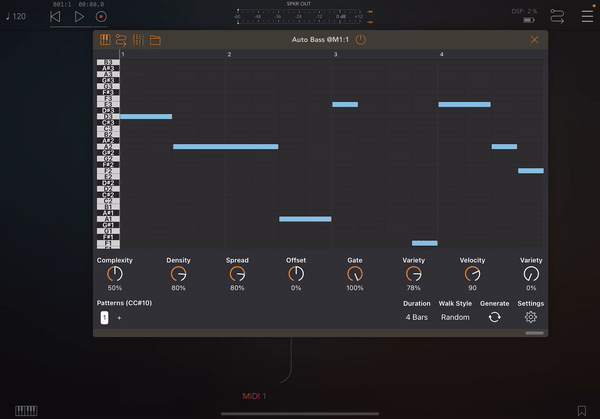 SPKR OUT
♩ 120
001:1 00:00.0
-60 -48 -36 -24 -12 0 dB +12
DSP: 2 %
Auto Bass @M1:1
1 2 3 4
B3
A#3
A3
G#3
G3
F#3
F3
E3
D#3
D3
C#3
C3
B2
A#2
A2
G#2
G2
F#2
F2
E2
D#2
D2
C#2
C2
B1
A#1
A1
G#1
G1
F#1
F1
Complexity Density Spread Offset Gate Variety Velocity Variety
50% 80% 80% 0% 100% 78% 90 0%
Patterns (CC#10) Duration Walk Style Generate Settings
1 + 4 Bars Random
MIDI 1